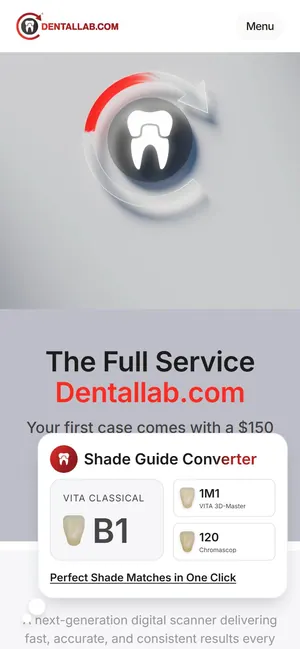 DENTALLAB.COM
Menu
The Full Service
Dentallab.com
Your first case comes with a $150
Shade Guide Converter
VITA CLASSICAL
B1
1M1
VITA 3D-Master
120
Chromascop
Perfect Shade Matches in One Click
next-generation digital scanner delivering
fast, accurate, and consistent results every